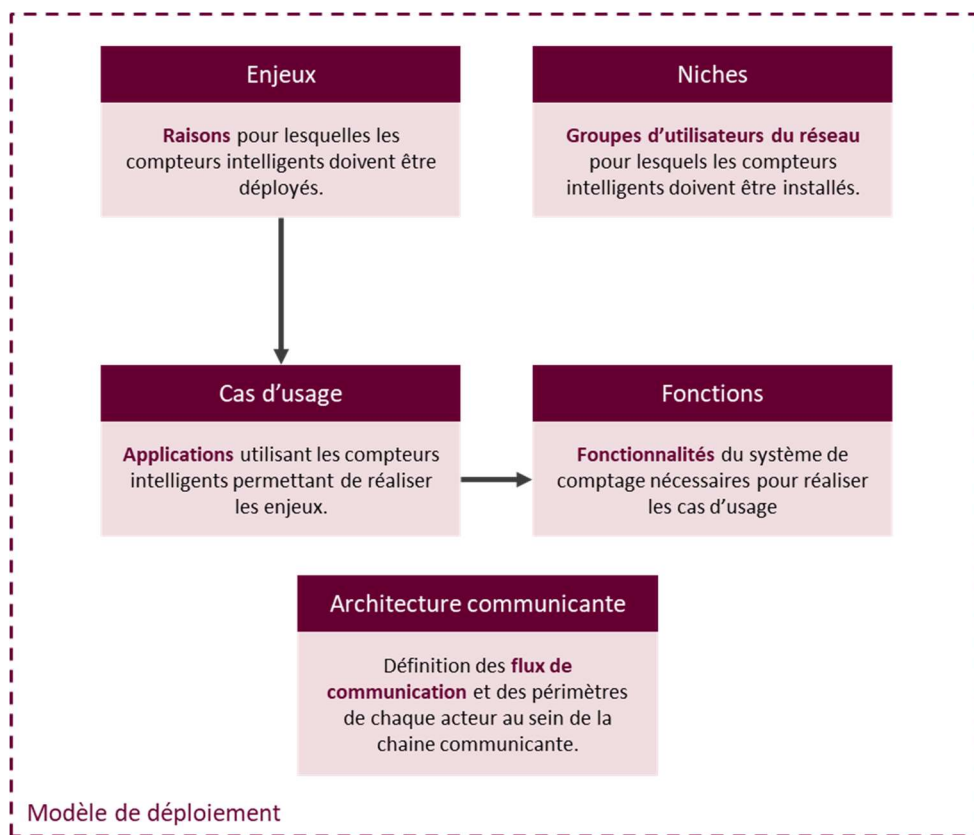 Enjeux
Raisons pour lesquelles les
compteurs intelligents doivent être
déployés.
Niches
Groupes d'utilisateurs du réseau
pour lesquels les compteurs
intelligents doivent être installés.
Cas d'usage
Applications utilisant les compteurs
intelligents permettant de réaliser
les enjeux.
Fonctions
Fonctionnalités du système de
comptage nécessaires pour réaliser
les cas d'usage
Architecture communicante
Définition des flux de
communication et des périmètres
de chaque acteur au sein de la
chaine communicante.
Modèle de déploiement